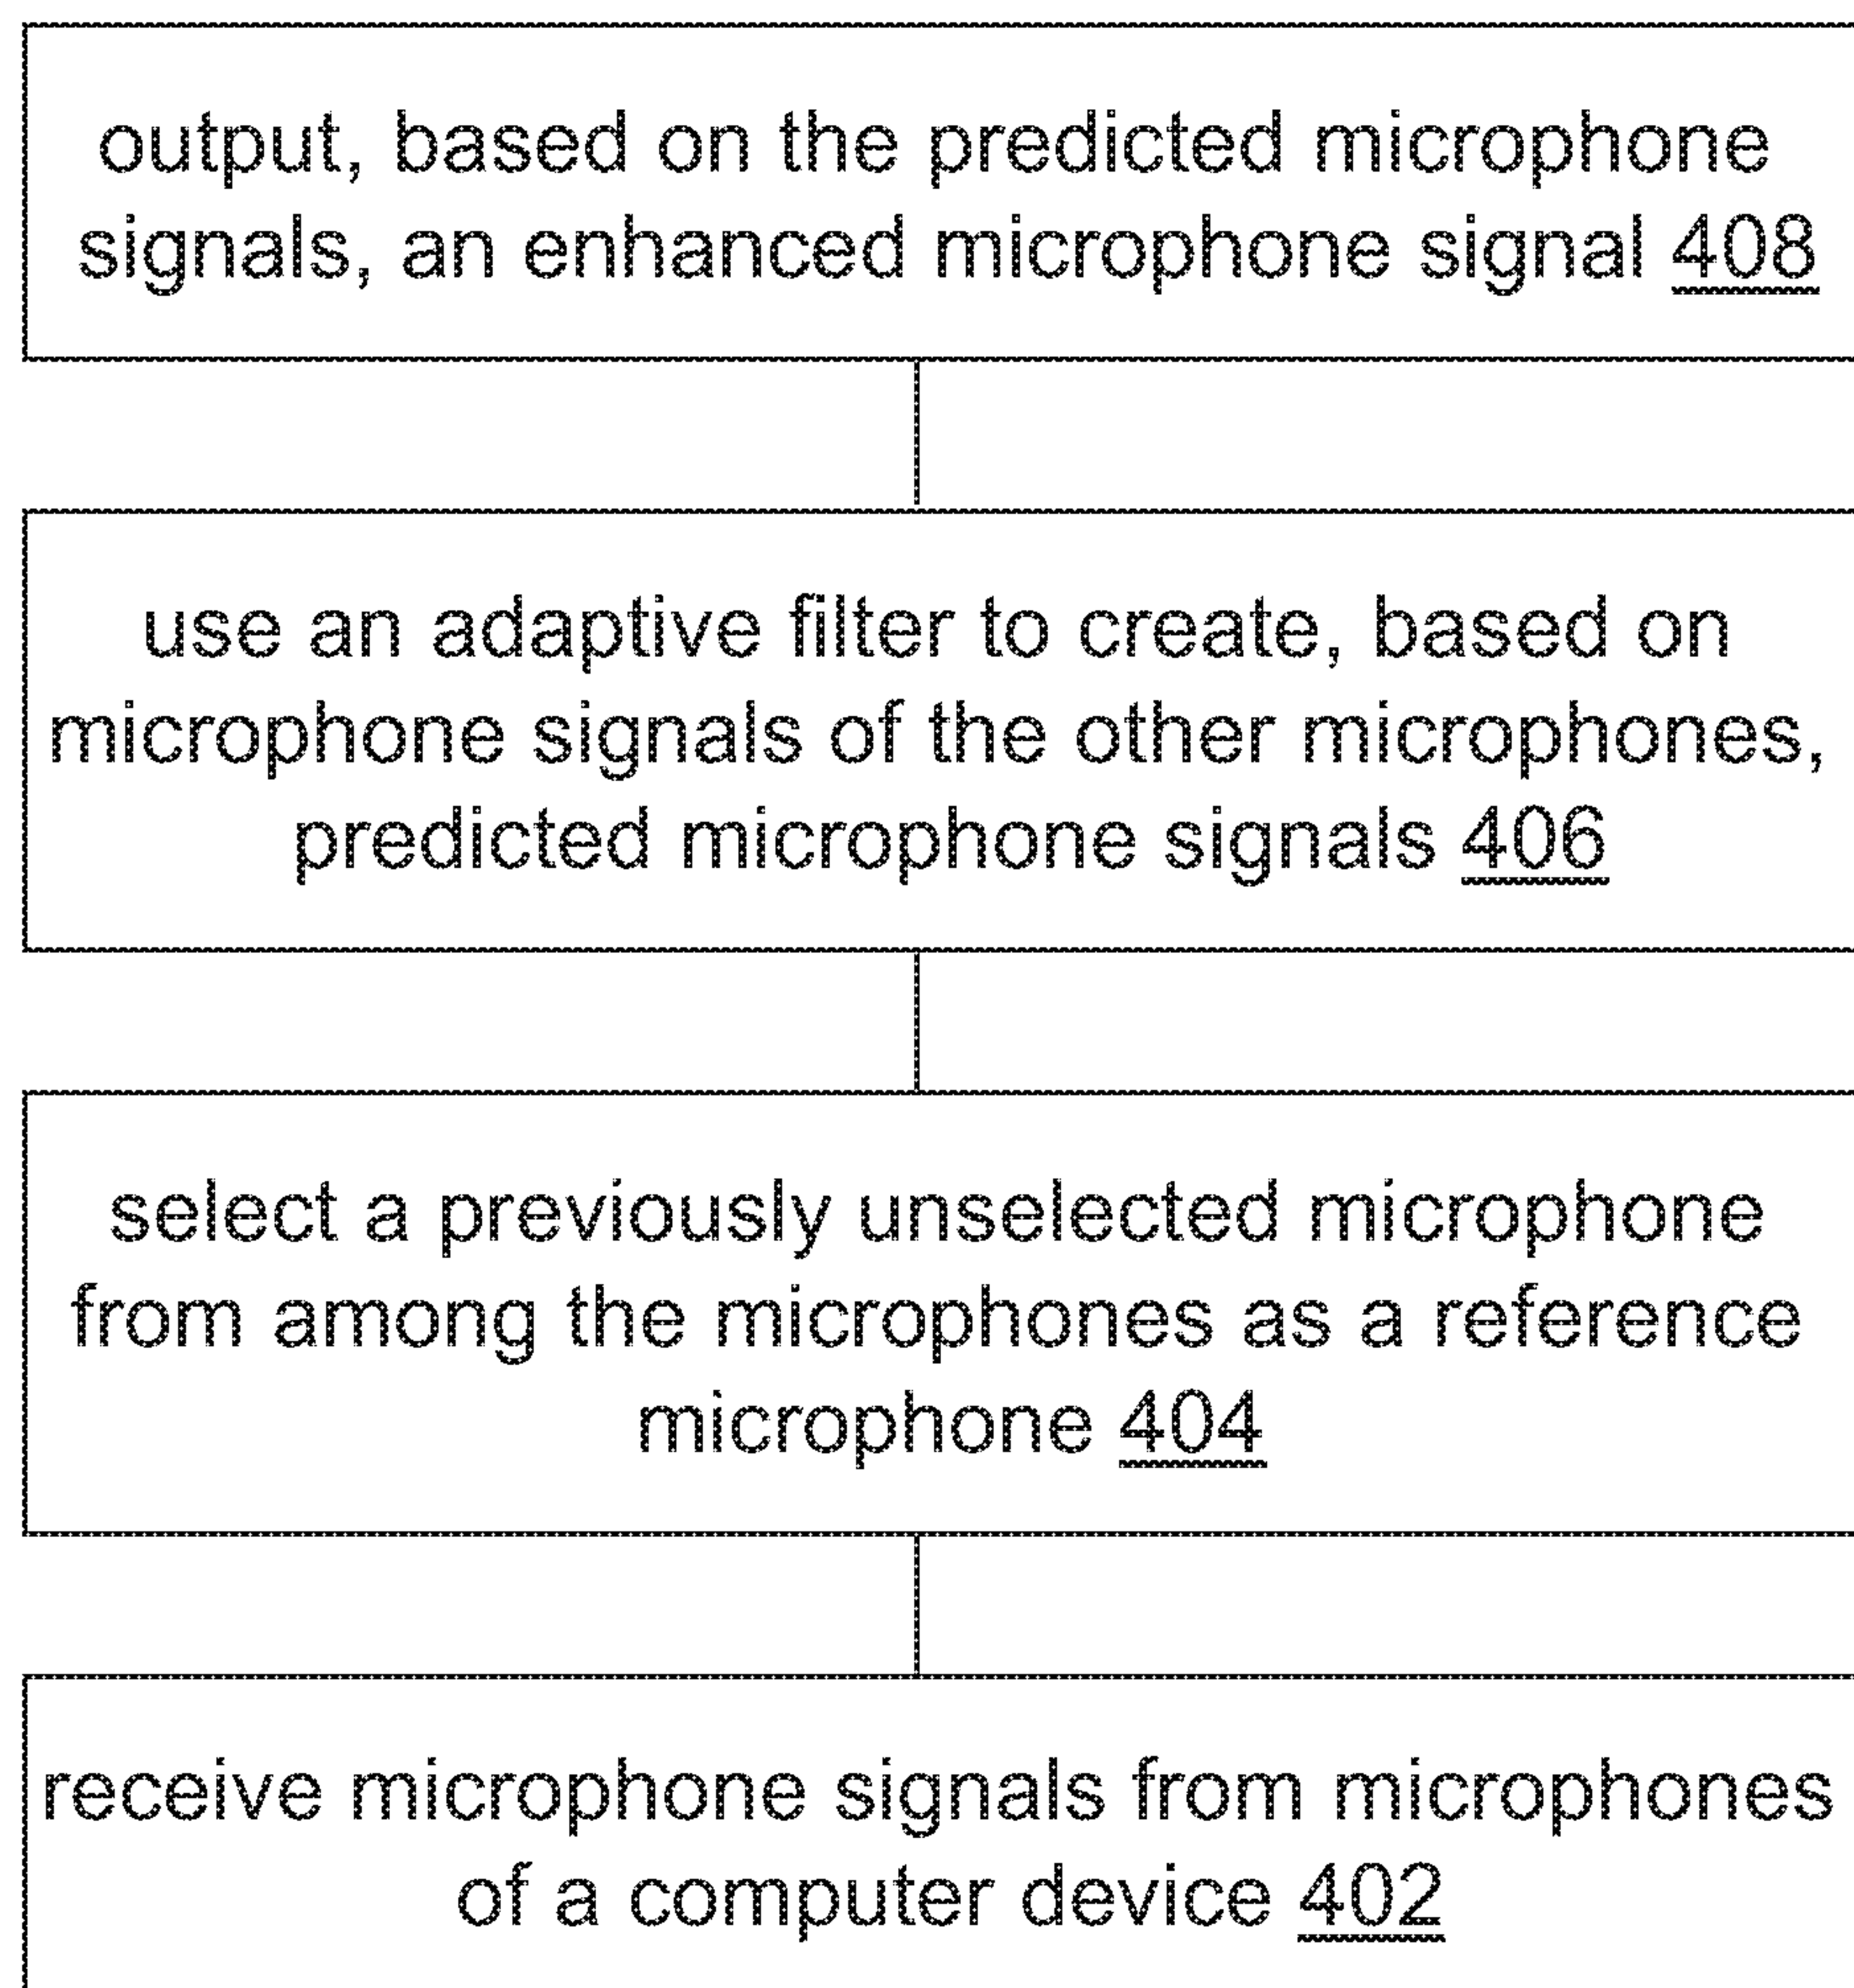 output, based on the predicted microphone
signals, an enhanced microphone signal 408
use an adaptive filter to create, based on
microphone signals of the other microphones,
predicted microphone signals 406
select a previously unselected microphone
from among the microphones as a reference
microphone 404
receive microphone signals from microphones
of a computer device 402